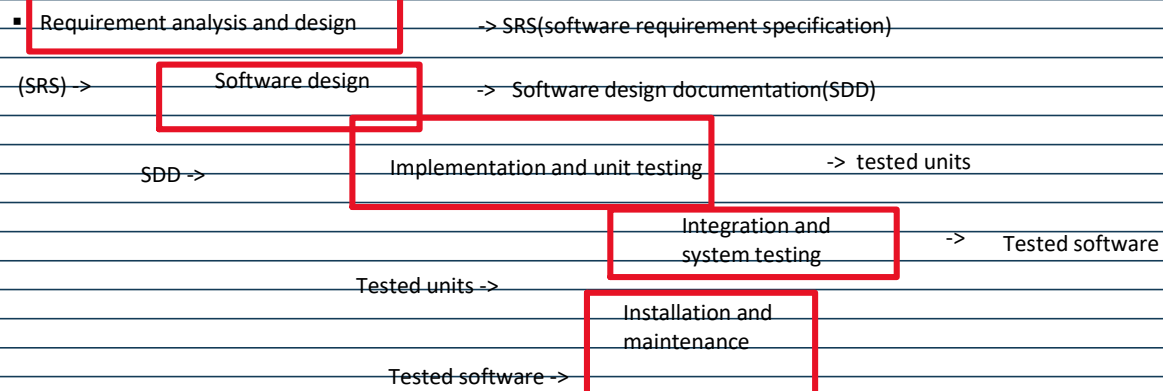 ▪ Requirement analysis and design -> SRS(software requirement specification)
(SRS) -> Software design -> Software design documentation(SDD)
SDD -> Implementation and unit testing -> tested units
Integration and
system testing -> Tested software
Tested units ->
Installation and
maintenance
Tested software ->